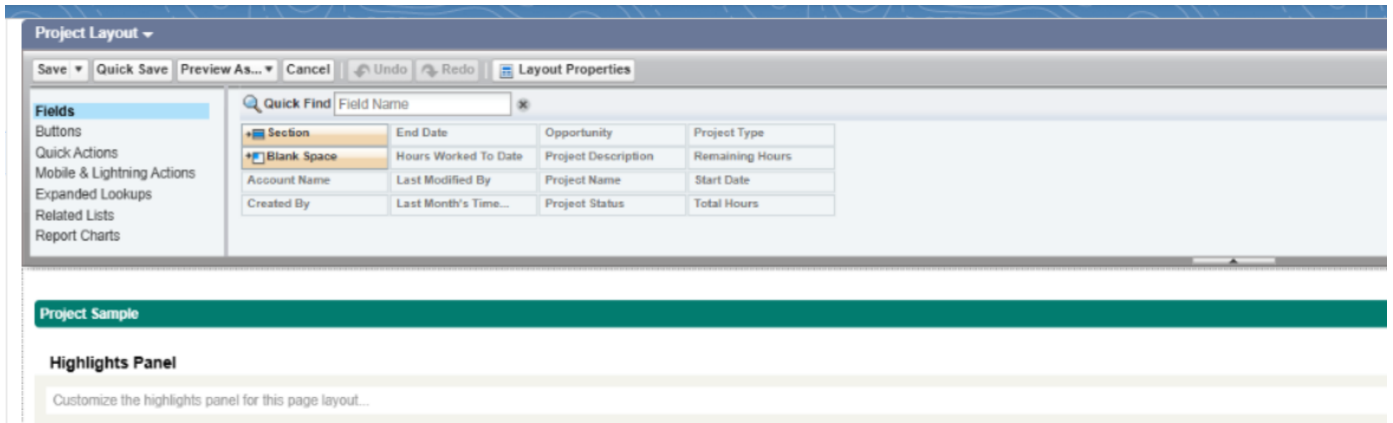 Project Layout
Save Quick Save Preview As... Cancel Undo Redo Layout Properties
Fields
Buttons
Quick Actions
Mobile & Lightning Actions
Expanded Lookups
Related Lists
Report Charts
Quick Find Field Name
Section End Date Opportunity Project Type
Blank Space Hours Worked To Date Project Description Remaining Hours
Account Name Last Modified By Project Name Start Date
Created By Last Month's Time... Project Status Total Hours
Project Sample
Highlights Panel
Customize the highlights panel for this page layout...